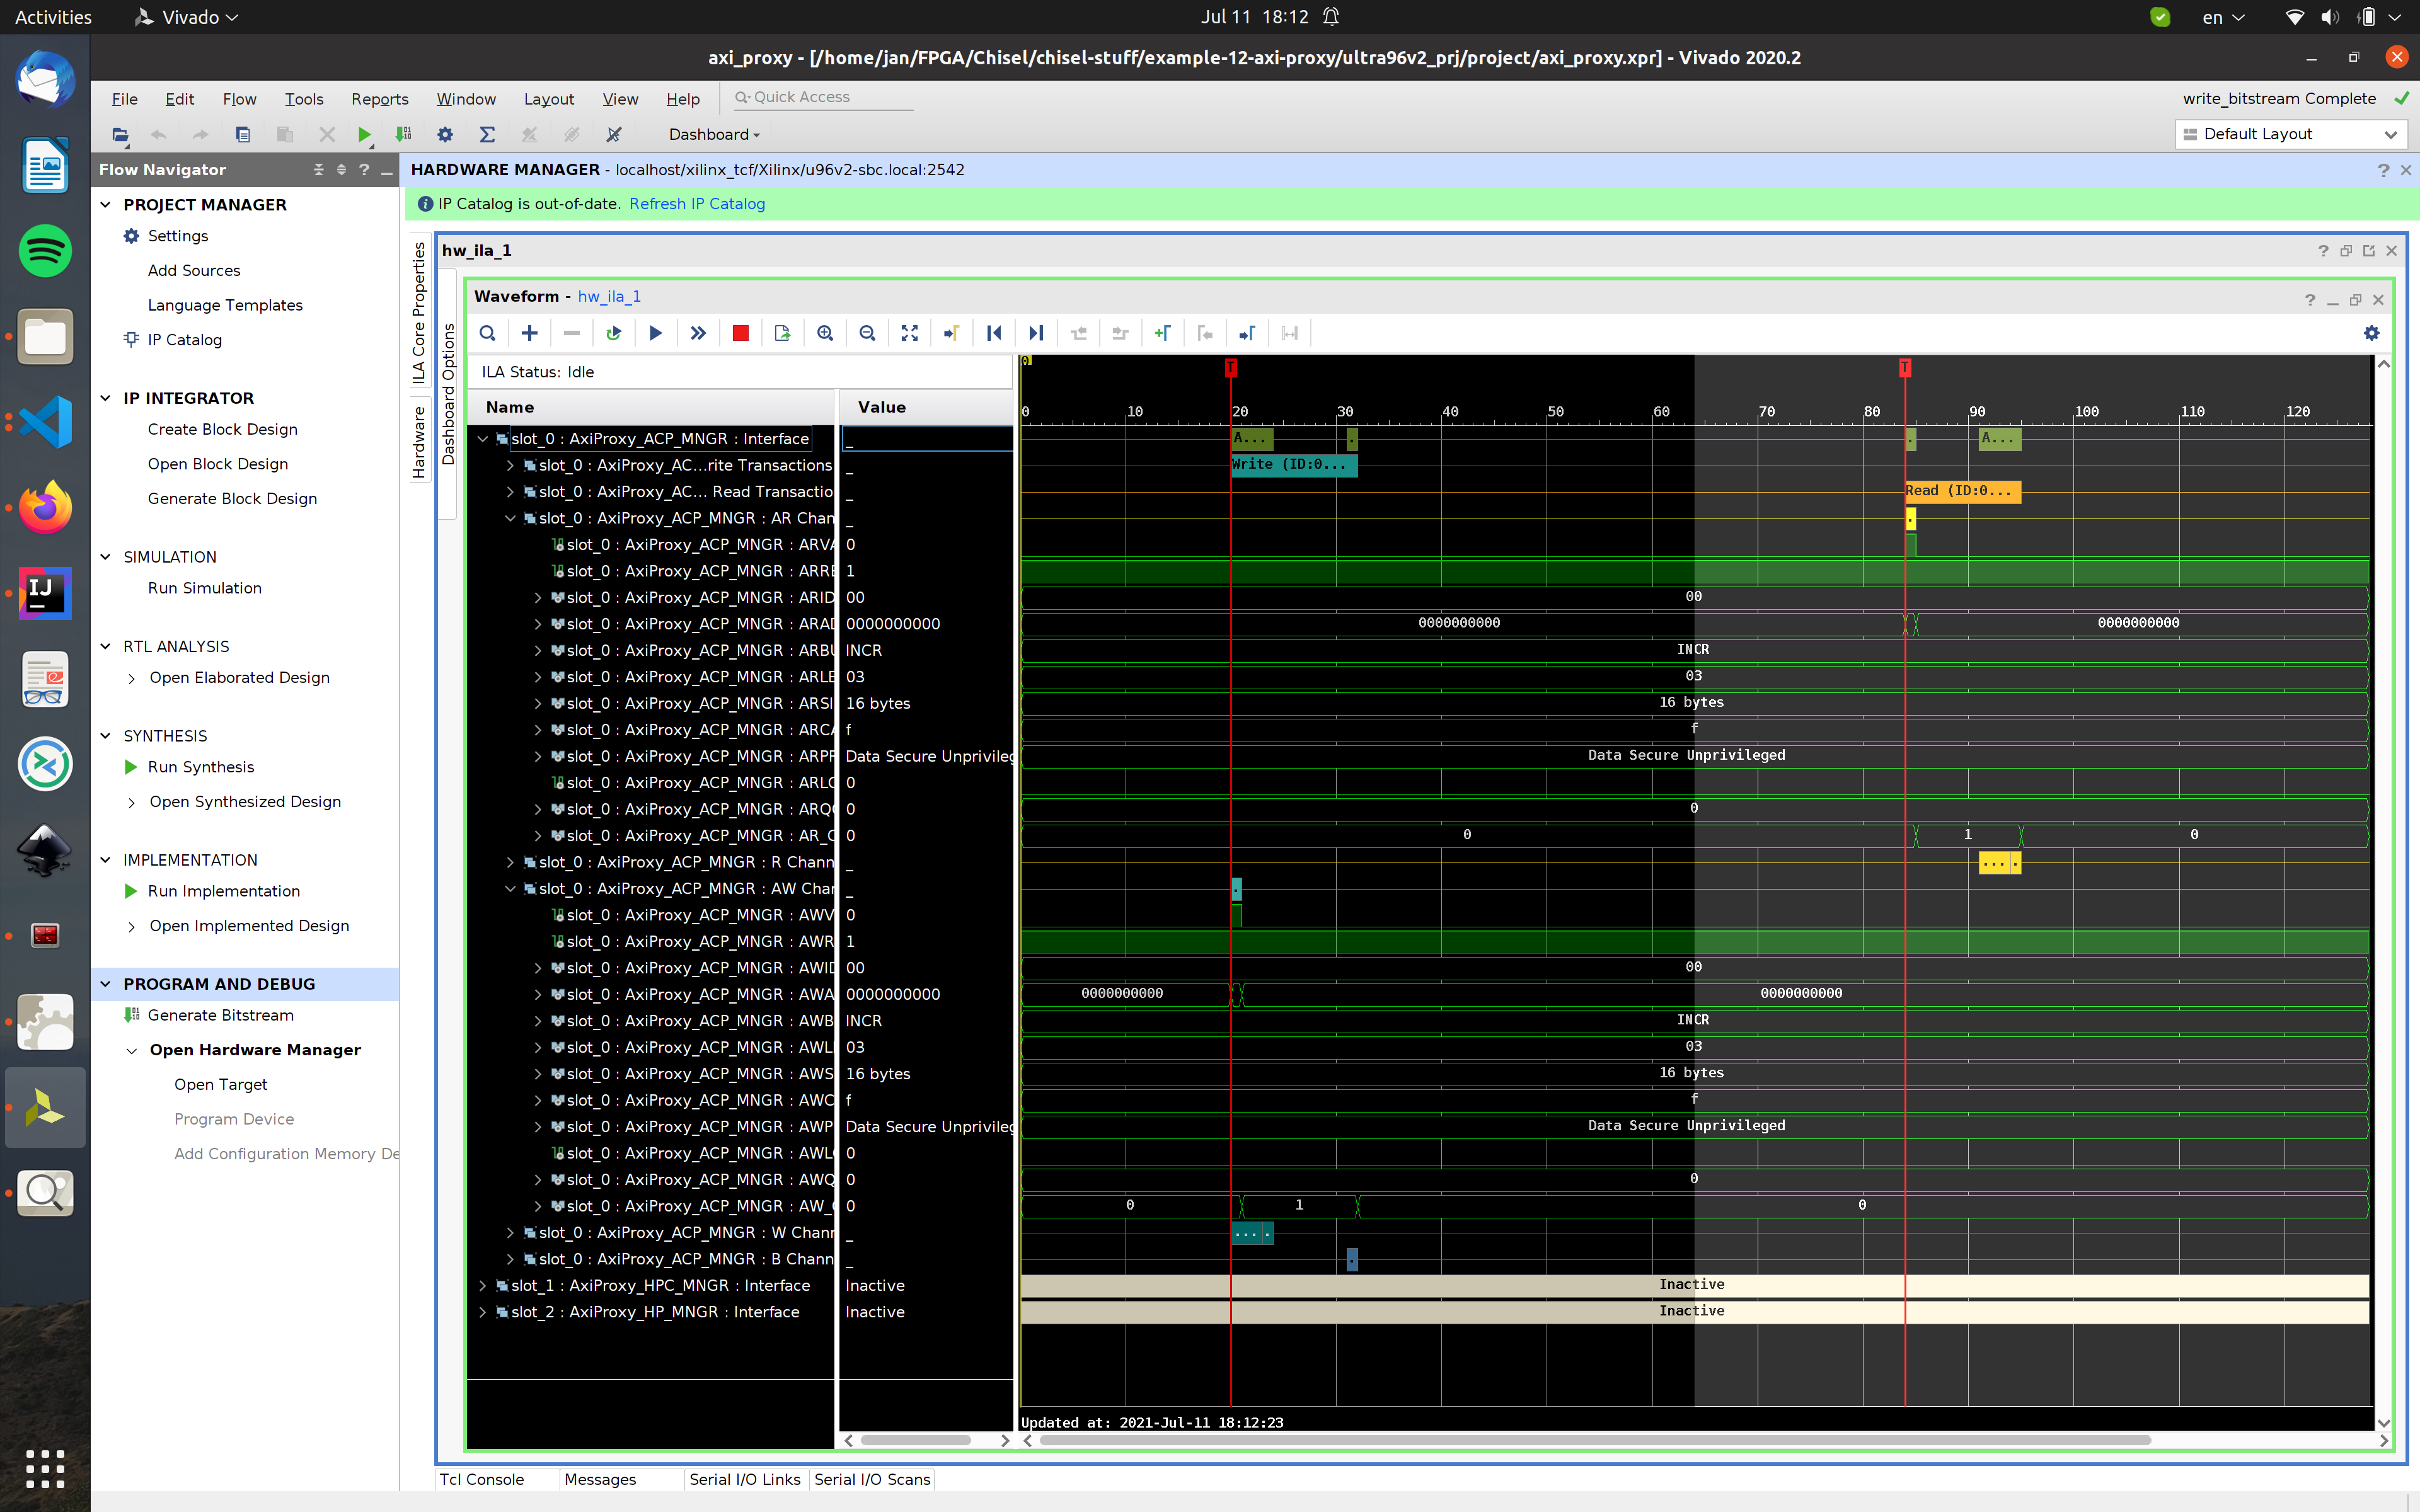 Activities
Vivado
Jul 11 18:12
en
axi_proxy - [/home/jan/FPGA/Chisel/chisel-stuff/example-12-axi-proxy/ultra96v2_prj/project/axi_proxy.xpr] - Vivado 2020.2
File Edit Flow Tools Reports Window Layout View Help
Quick Access
write_bitstream Complete
Dashboard
Default Layout
Flow Navigator
HARDWARE MANAGER - localhost/xilinx_tcf/Xilinx/u96v2-sbc.local:2542
IP Catalog is out-of-date. Refresh IP Catalog
PROJECT MANAGER
Settings
Add Sources
Language Templates
IP Catalog
IP INTEGRATOR
Create Block Design
Open Block Design
Generate Block Design
SIMULATION
Run Simulation
RTL ANALYSIS
Open Elaborated Design
SYNTHESIS
Run Synthesis
Open Synthesized Design
IMPLEMENTATION
Run Implementation
Open Implemented Design
PROGRAM AND DEBUG
Generate Bitstream
Open Hardware Manager
Open Target
Program Device
Add Configuration Memory De
ILA Core Properties
Hardware
Dashboard Options
hw_ila_1
Waveform - hw_ila_1
ILA Status: Idle
Name Value
0 10 20 30 40 50 60 70 80 90 100 110 120
slot_0 : AxiProxy_ACP_MNGR : Interface _ A... . . A...
slot_0 : AxiProxy_AC...rite Transactions _ Write (ID:0...
slot_0 : AxiProxy_AC... Read Transactio _ Read (ID:0...
slot_0 : AxiProxy_ACP_MNGR : AR Chan _
slot_0 : AxiProxy_ACP_MNGR : ARVA 0
slot_0 : AxiProxy_ACP_MNGR : ARRE 1
slot_0 : AxiProxy_ACP_MNGR : ARID 00 00
slot_0 : AxiProxy_ACP_MNGR : ARAD 0000000000 0000000000 0000000000
slot_0 : AxiProxy_ACP_MNGR : ARBU INCR INCR
slot_0 : AxiProxy_ACP_MNGR : ARLE 03 03
slot_0 : AxiProxy_ACP_MNGR : ARSI 16 bytes 16 bytes
slot_0 : AxiProxy_ACP_MNGR : ARCA f f
slot_0 : AxiProxy_ACP_MNGR : ARPR Data Secure Unprivileg Data Secure Unprivileged
slot_0 : AxiProxy_ACP_MNGR : ARLO 0
slot_0 : AxiProxy_ACP_MNGR : ARQO 0 0
slot_0 : AxiProxy_ACP_MNGR : AR_C 0 0 1 0
slot_0 : AxiProxy_ACP_MNGR : R Chann _ ... .
slot_0 : AxiProxy_ACP_MNGR : AW Chan _ .
slot_0 : AxiProxy_ACP_MNGR : AWV 0
slot_0 : AxiProxy_ACP_MNGR : AWR 1
slot_0 : AxiProxy_ACP_MNGR : AWID 00 00
slot_0 : AxiProxy_ACP_MNGR : AWA 0000000000 0000000000 0000000000
slot_0 : AxiProxy_ACP_MNGR : AWB INCR INCR
slot_0 : AxiProxy_ACP_MNGR : AWL 03 03
slot_0 : AxiProxy_ACP_MNGR : AWS 16 bytes 16 bytes
slot_0 : AxiProxy_ACP_MNGR : AWC f f
slot_0 : AxiProxy_ACP_MNGR : AWP Data Secure Unprivileg Data Secure Unprivileged
slot_0 : AxiProxy_ACP_MNGR : AWL 0
slot_0 : AxiProxy_ACP_MNGR : AWQ 0 0
slot_0 : AxiProxy_ACP_MNGR : AW_ 0 0 1 0
slot_0 : AxiProxy_ACP_MNGR : W Chann _ ... .
slot_0 : AxiProxy_ACP_MNGR : B Chann _ .
slot_1 : AxiProxy_HPC_MNGR : Interface Inactive Inactive
slot_2 : AxiProxy_HP_MNGR : Interface Inactive Inactive
Updated at: 2021-Jul-11 18:12:23
Tcl Console Messages Serial I/O Links Serial I/O Scans